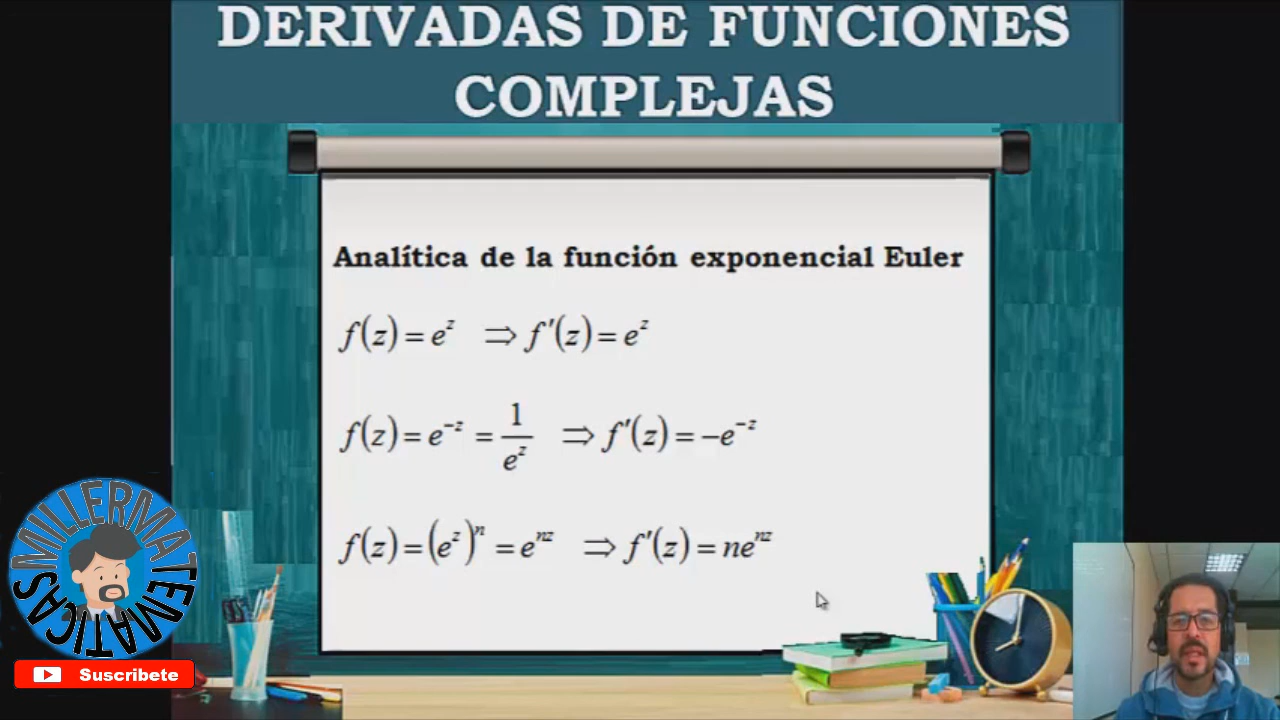 DERIVADAS DE FUNCIONES
COMPLEJAS
Analítica de la función exponencial Euler
f(z) = e^z ⇒ f'(z) = e^z
f(z) = e^{-z} = 1/e^z ⇒ f'(z) = -e^{-z}
f(z) = (e^z)^n = e^{nz} ⇒ f'(z) = ne^{nz}
MILLERMATEMATICAS
Suscribete